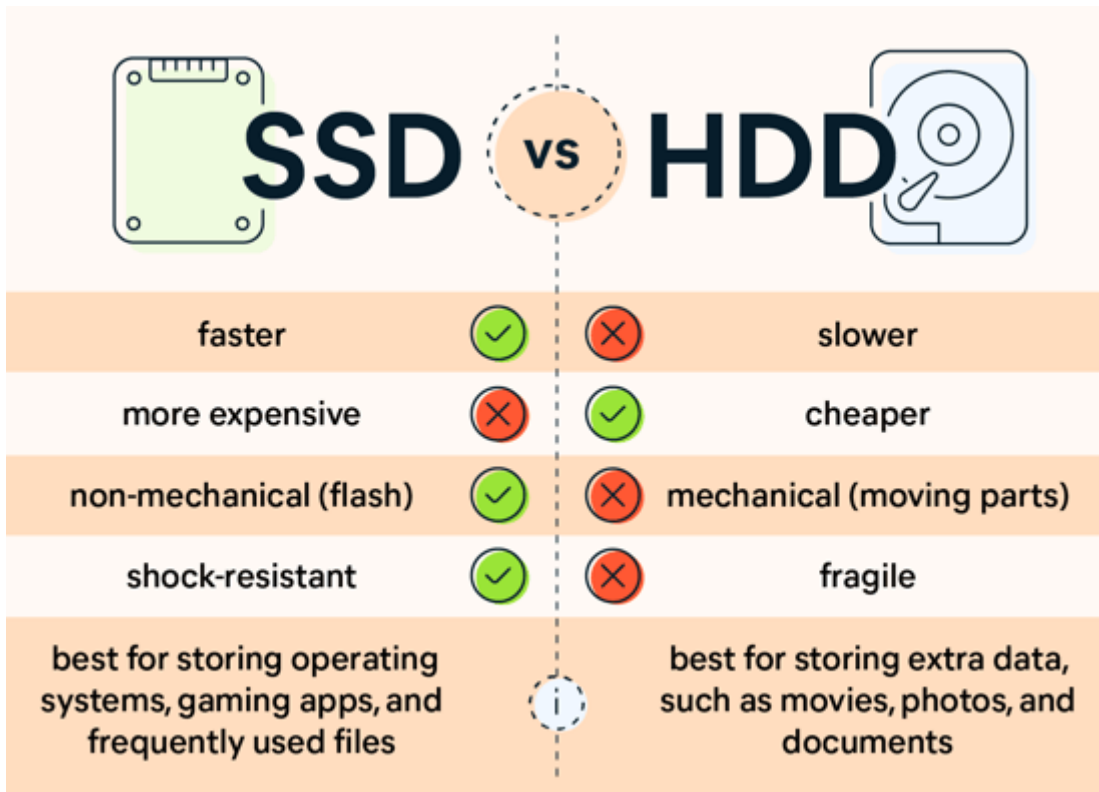 SSD vs HDD
faster slower
more expensive cheaper
non-mechanical (flash) mechanical (moving parts)
shock-resistant fragile
best for storing operating
systems, gaming apps, and
frequently used files
i
best for storing extra data,
such as movies, photos, and
documents